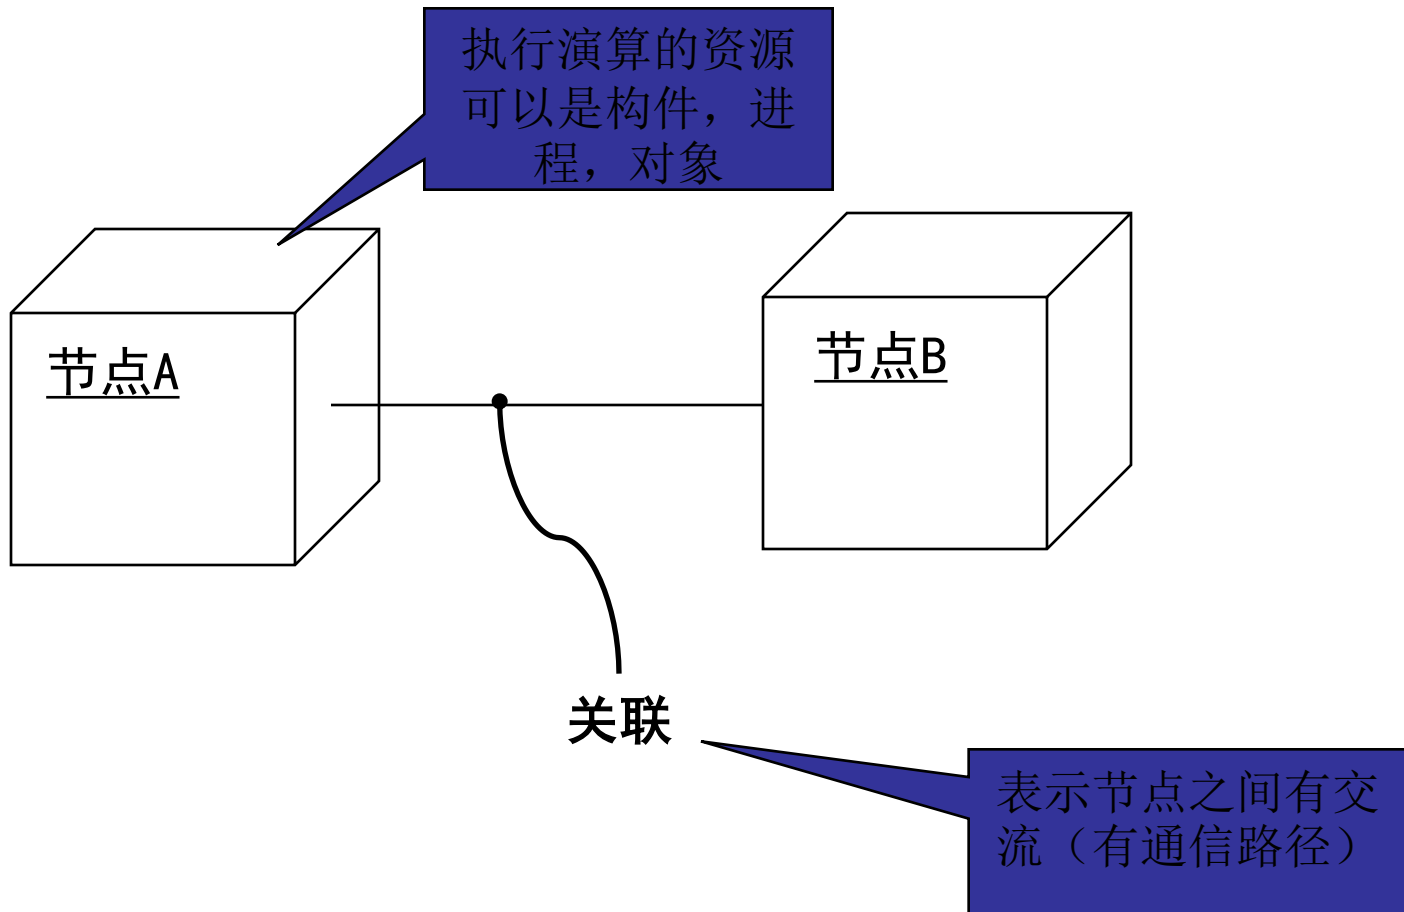 执行演算的资源
可以是构件，进
程，对象
节点A
节点B
关联
表示节点之间有交
流（有通信路径）